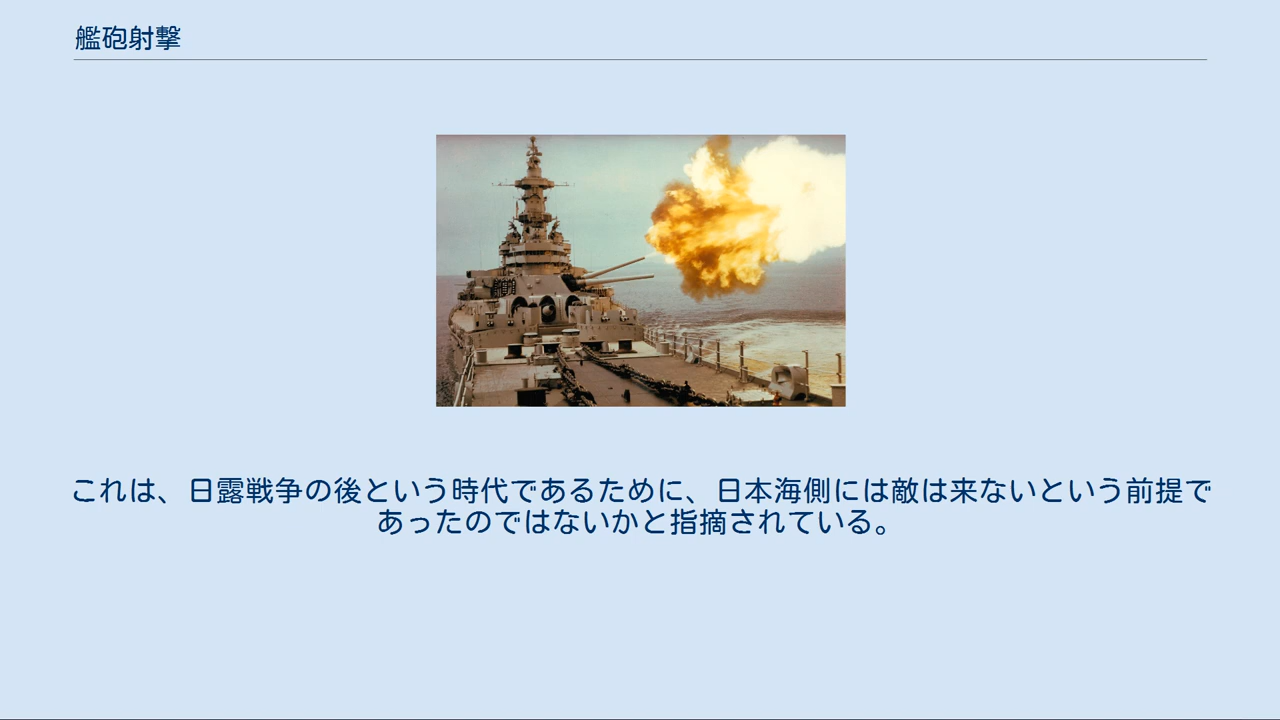 艦砲射撃
これは、日露戦争の後という時代であるために、日本海側には敵は来ないという前提で
あったのではないかと指摘されている。